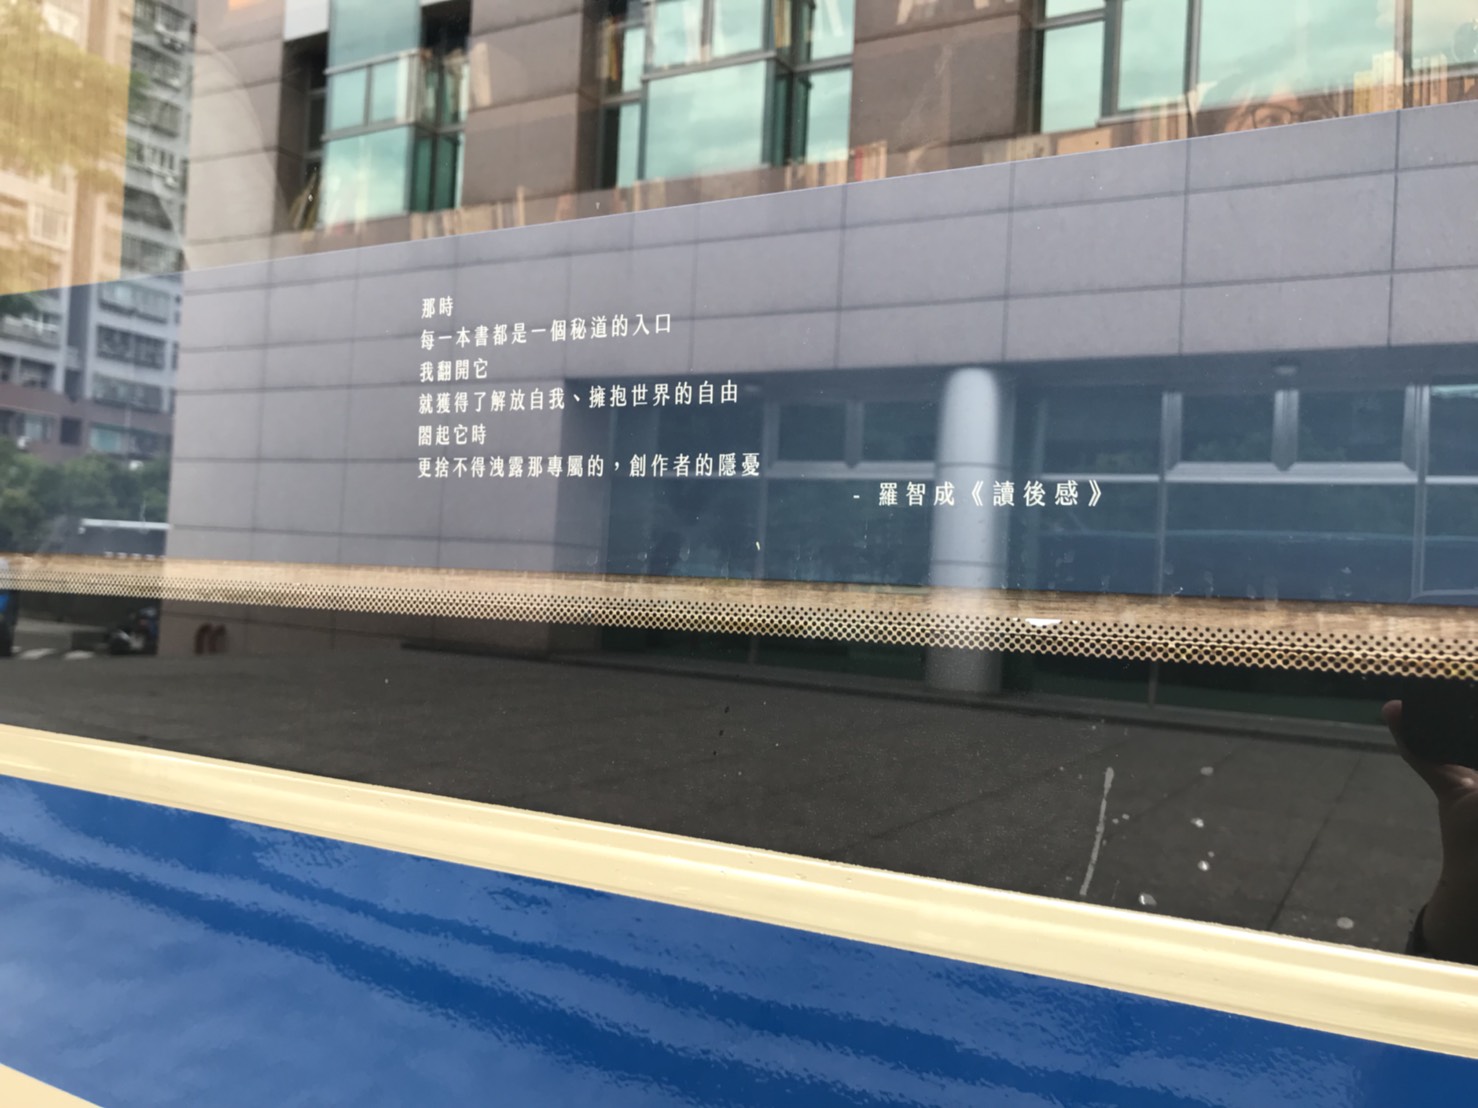 那時
每一本書都是一個秘道的入口
我翻開它
就獲得了解放自我、擁抱世界的自由
闔起它時
更捨不得洩露那專屬的，創作者的隱憂
- 羅智成《讀後感》